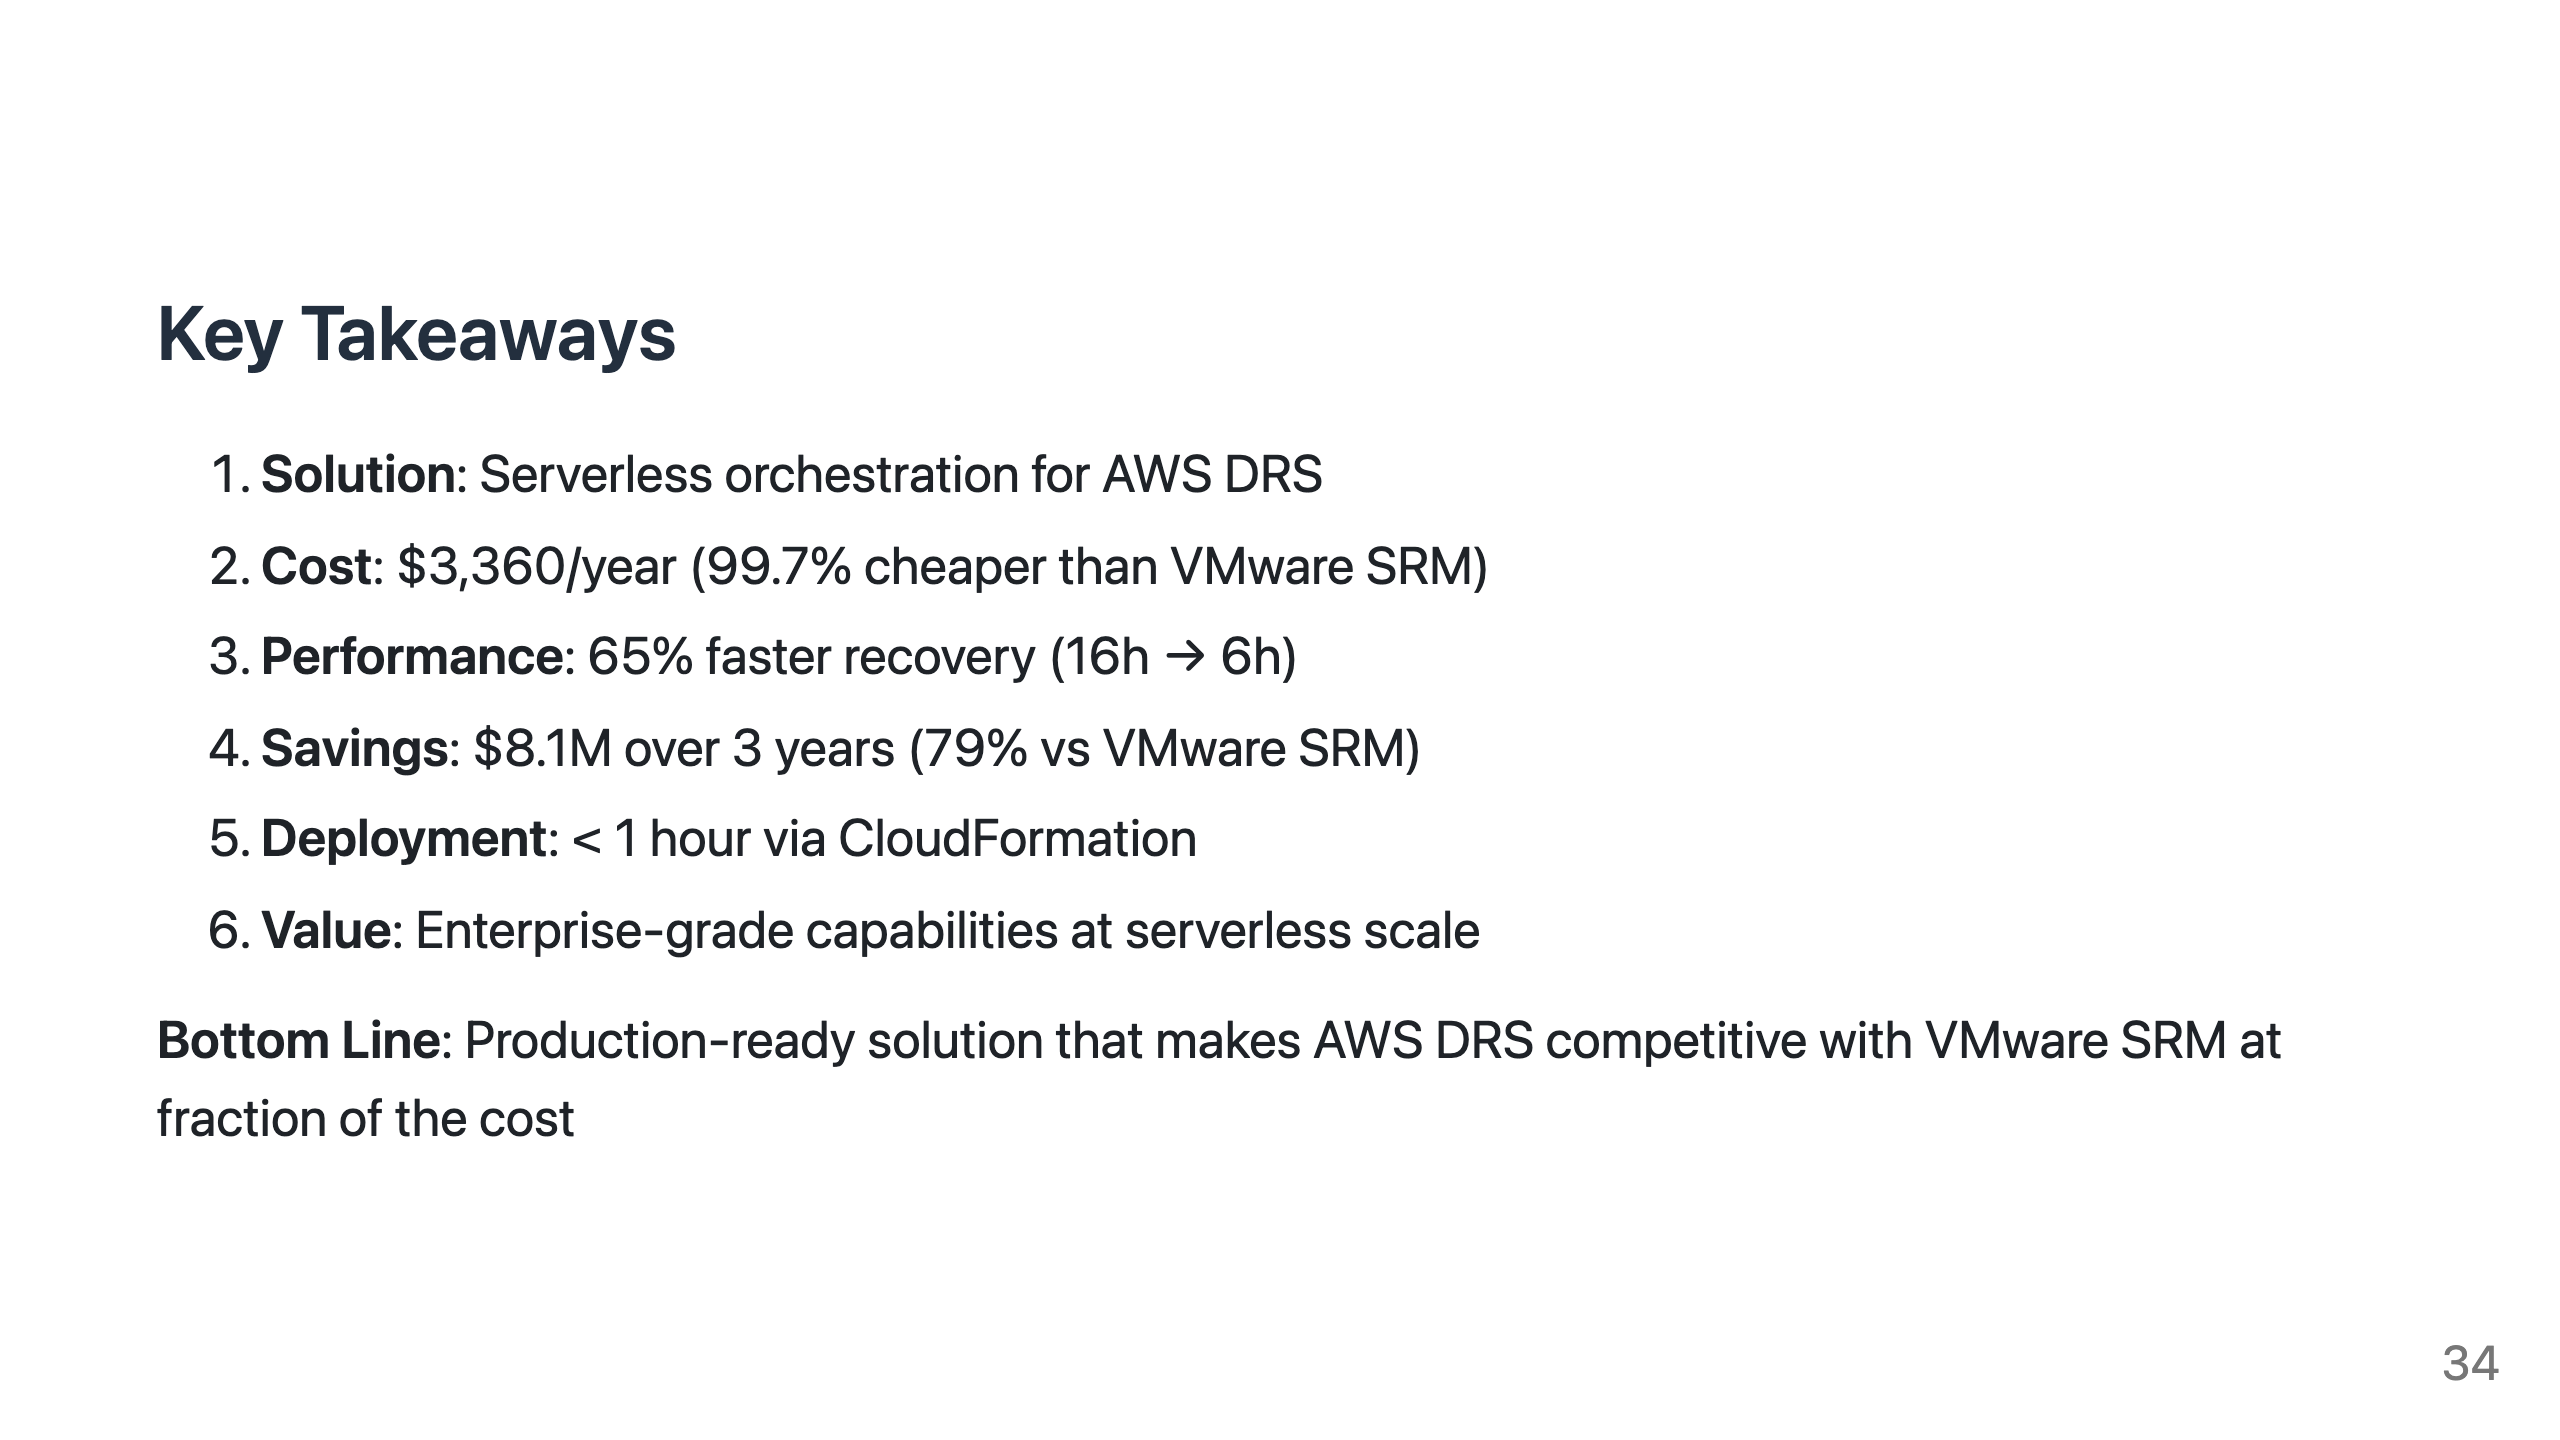 Key Takeaways
1. Solution: Serverless orchestration for AWS DRS
2. Cost: $3,360/year (99.7% cheaper than VMware SRM)
3. Performance: 65% faster recovery (16h → 6h)
4. Savings: $8.1M over 3 years (79% vs VMware SRM)
5. Deployment: < 1 hour via CloudFormation
6. Value: Enterprise-grade capabilities at serverless scale
Bottom Line: Production-ready solution that makes AWS DRS competitive with VMware SRM at
fraction of the cost
34